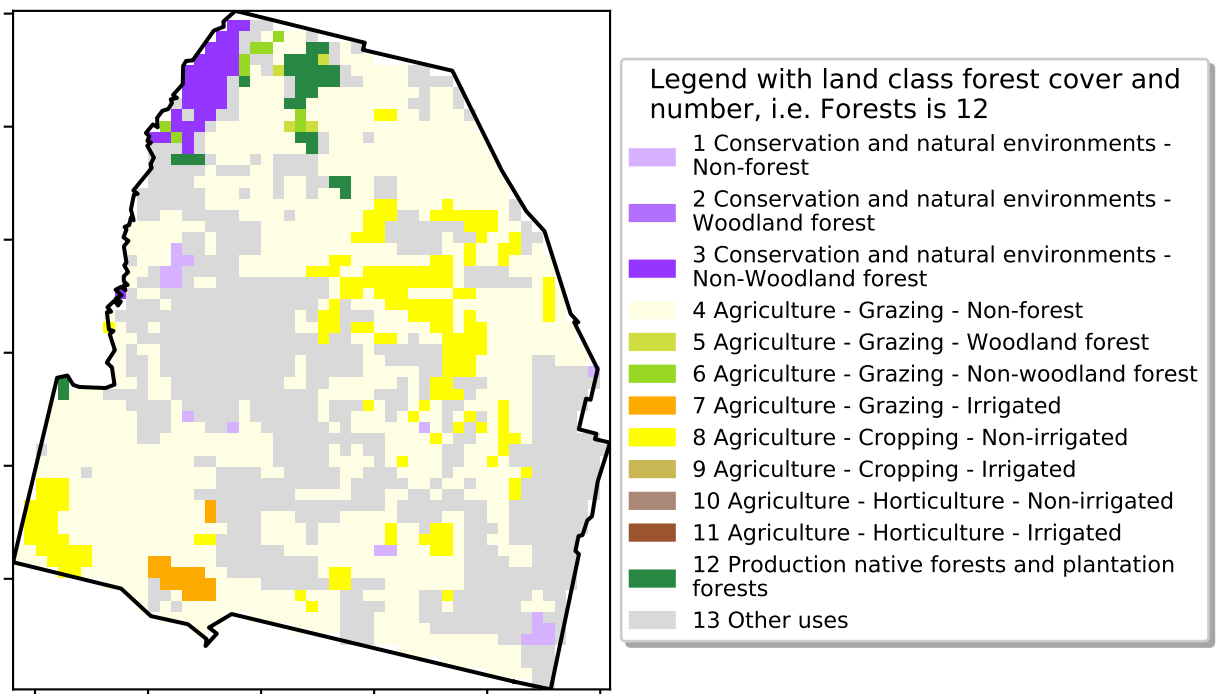 Legend with land class forest cover and
number, i.e. Forests is 12
1 Conservation and natural environments -
Non-forest
2 Conservation and natural environments -
Woodland forest
3 Conservation and natural environments -
Non-Woodland forest
4 Agriculture - Grazing - Non-forest
5 Agriculture - Grazing - Woodland forest
6 Agriculture - Grazing - Non-woodland forest
7 Agriculture - Grazing - Irrigated
8 Agriculture - Cropping - Non-irrigated
9 Agriculture - Cropping - Irrigated
10 Agriculture - Horticulture - Non-irrigated
11 Agriculture - Horticulture - Irrigated
12 Production native forests and plantation
forests
13 Other uses